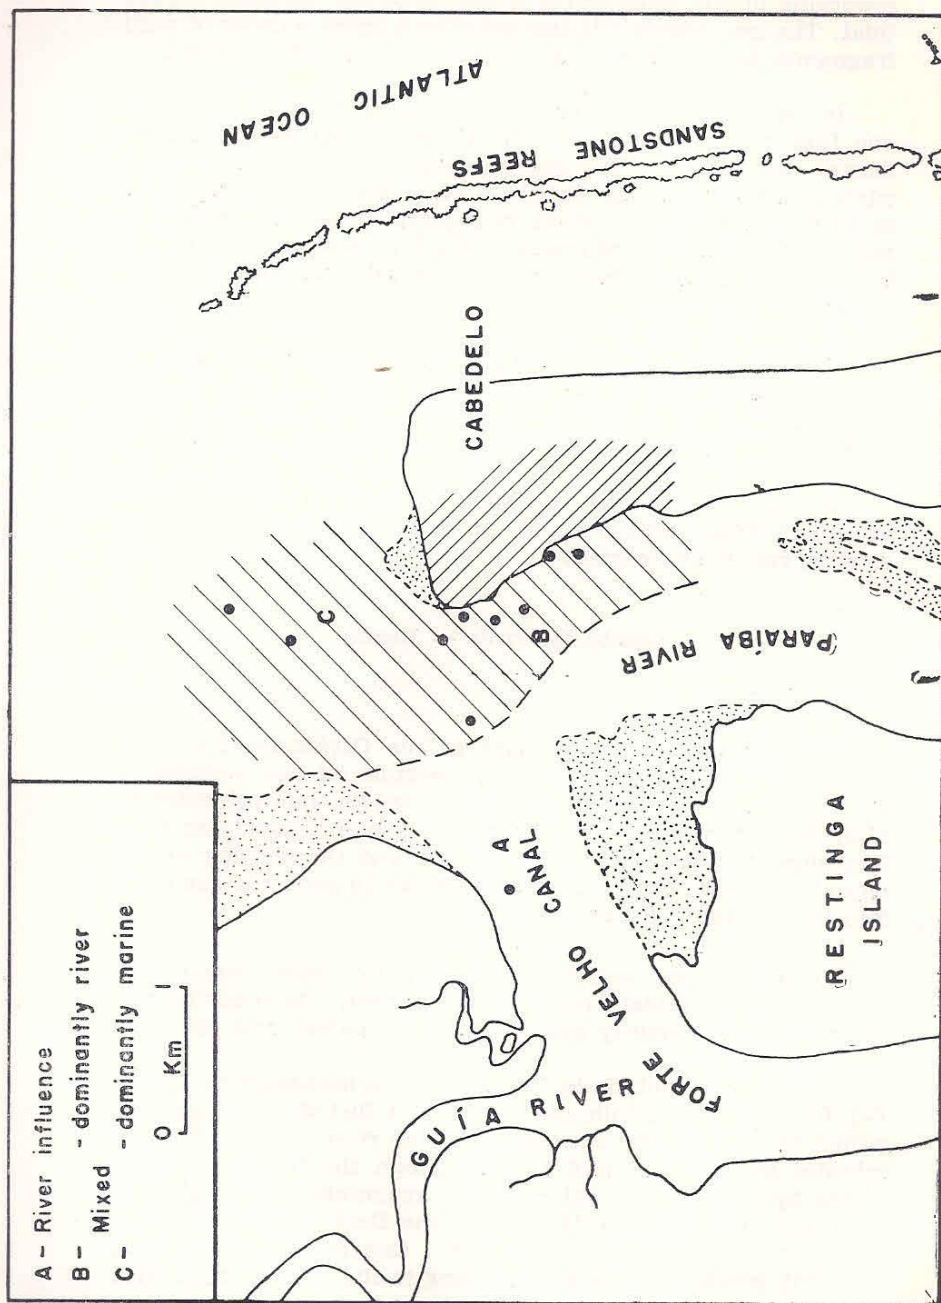 A - River influence
B - Mixed - dominantly river
C - - dominantly marine
0 1
Km
ATLANTIC OCEAN
SANDSTONE REEFS
CABEDELO
C
B
PARAÍBA RIVER
A
FORTE VELHO CANAL
GUÍA RIVER
RESTINGA
ISLAND